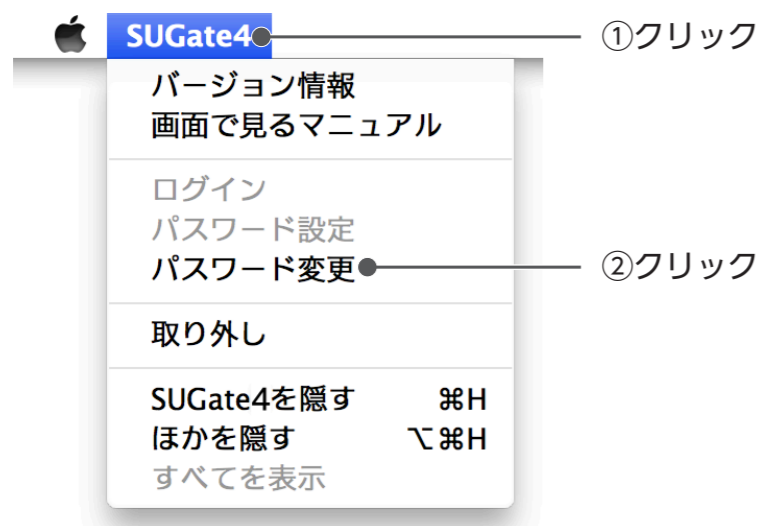 SUGate4 ①クリック
バージョン情報
画面で見るマニュアル
ログイン
パスワード設定
パスワード変更 ②クリック
取り外し
SUGate4を隠す ⌘H
ほかを隠す ⌥⌘H
すべてを表示